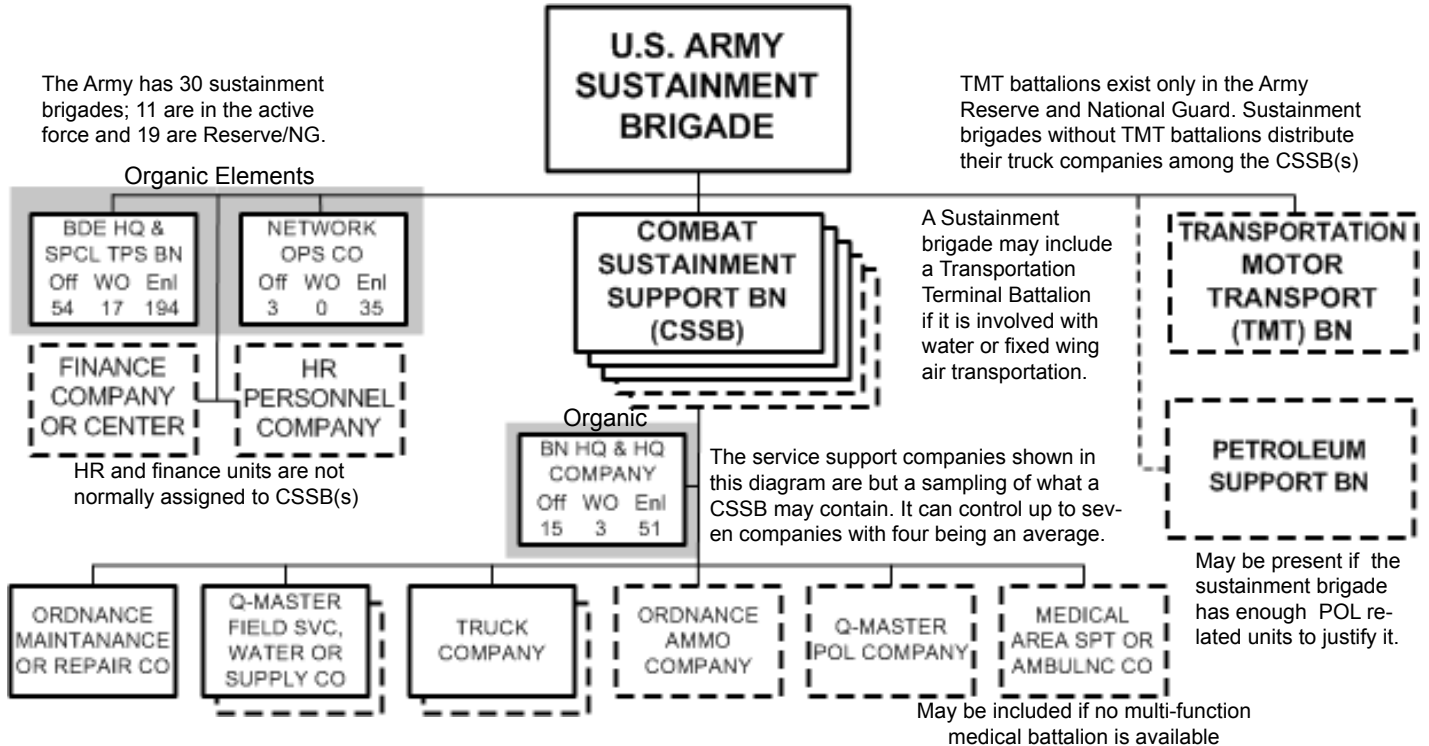 U.S. ARMY
SUSTAINMENT
BRIGADE
The Army has 30 sustainment
brigades; 11 are in the active
force and 19 are Reserve/NG.
TMT battalions exist only in the Army
Reserve and National Guard. Sustainment
brigades without TMT battalions distribute
their truck companies among the CSSB(s)
Organic Elements
BDE HQ &
SPCL TPS BN
Off WO Enl
54 17 194
NETWORK
OPS CO
Off WO Enl
3 0 35
FINANCE
COMPANY
OR CENTER
HR
PERSONNEL
COMPANY
HR and finance units are not
normally assigned to CSSB(s)
COMBAT
SUSTAINMENT
SUPPORT BN
(CSSB)
A Sustainment
brigade may include
a Transportation
Terminal Battalion
if it is involved with
water or fixed wing
air transportation.
TRANSPORTATION
MOTOR
TRANSPORT
(TMT) BN
PETROLEUM
SUPPORT BN
May be present if the
sustainment brigade
has enough POL re-
lated units to justify it.
Organic
BN HQ & HQ
COMPANY
Off WO Enl
15 3 51
The service support companies shown in
this diagram are but a sampling of what a
CSSB may contain. It can control up to sev-
en companies with four being an average.
ORDNANCE
MAINTANANCE
OR REPAIR CO
Q-MASTER
FIELD SVC,
WATER OR
SUPPLY CO
TRUCK
COMPANY
ORDNANCE
AMMO
COMPANY
Q-MASTER
POL COMPANY
MEDICAL
AREA SPT OR
AMBULNC CO
May be included if no multi-function
medical battalion is available